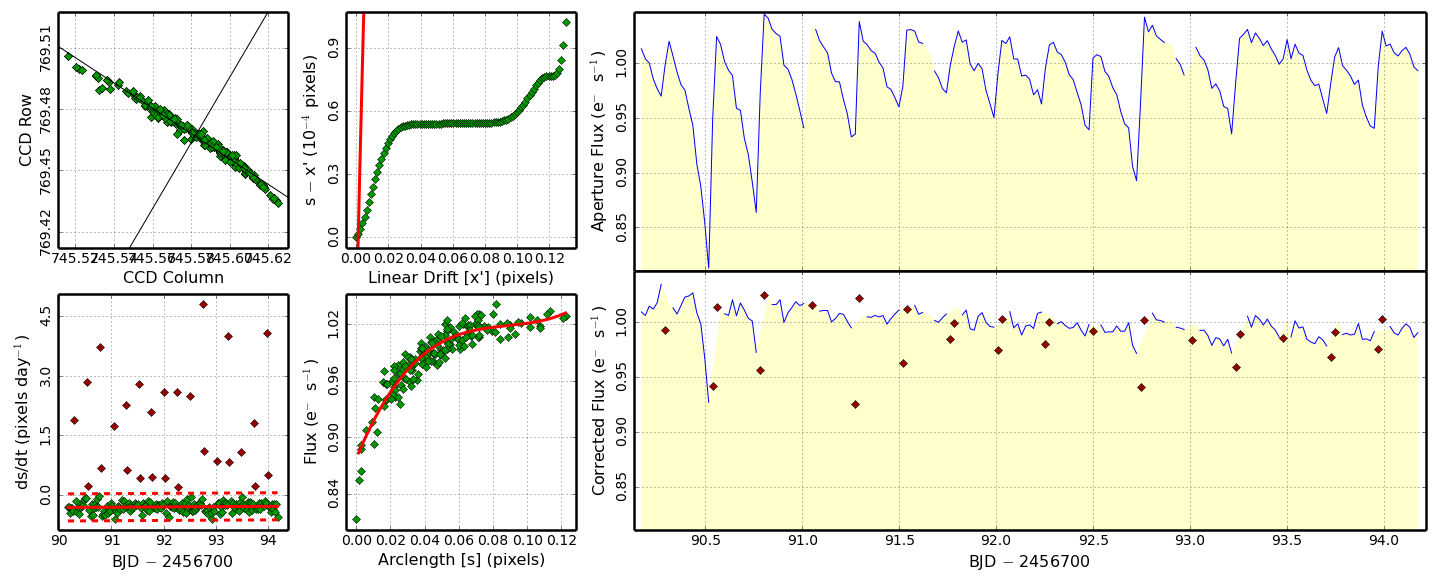 769.51
769.48
769.45
769.42
CCD Row
745.52
745.54
745.56
745.58
745.60
745.62
CCD Column
0.9
0.6
0.3
0.0
s − x' (10⁻⁴ pixels)
0.00 0.02 0.04 0.06 0.08 0.10 0.12
Linear Drift [x'] (pixels)
1.00
0.95
0.90
0.85
Aperture Flux (e⁻ s⁻¹)
4.5
3.0
1.5
0.0
ds/dt (pixels day⁻¹)
90 91 92 93 94
BJD − 2456700
1.02
0.96
0.90
0.84
Flux (e⁻ s⁻¹)
0.00 0.02 0.04 0.06 0.08 0.10 0.12
Arclength [s] (pixels)
1.00
0.95
0.90
0.85
Corrected Flux (e⁻ s⁻¹)
90.5 91.0 91.5 92.0 92.5 93.0 93.5 94.0
BJD − 2456700